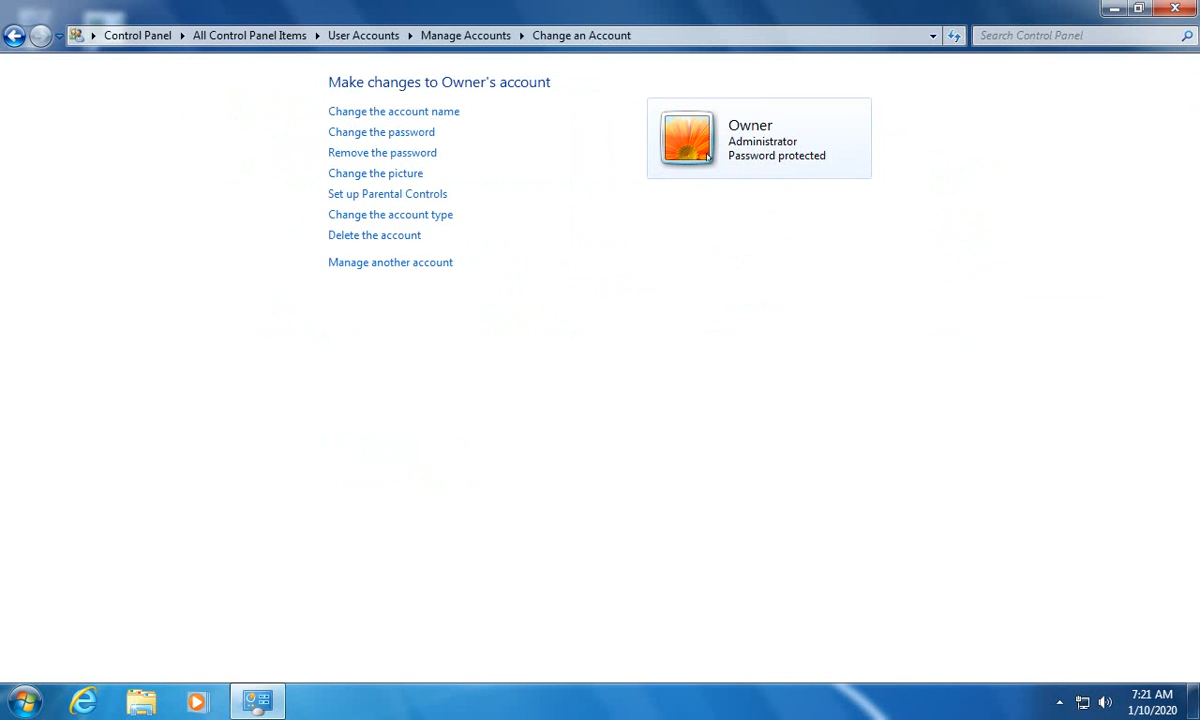 Control Panel All Control Panel Items User Accounts Manage Accounts Change an Account Search Control Panel
Make changes to Owner's account
Change the account name
Change the password
Remove the password
Change the picture
Set up Parental Controls
Change the account type
Delete the account
Manage another account
Owner
Administrator
Password protected
7:21 AM
1/10/2020